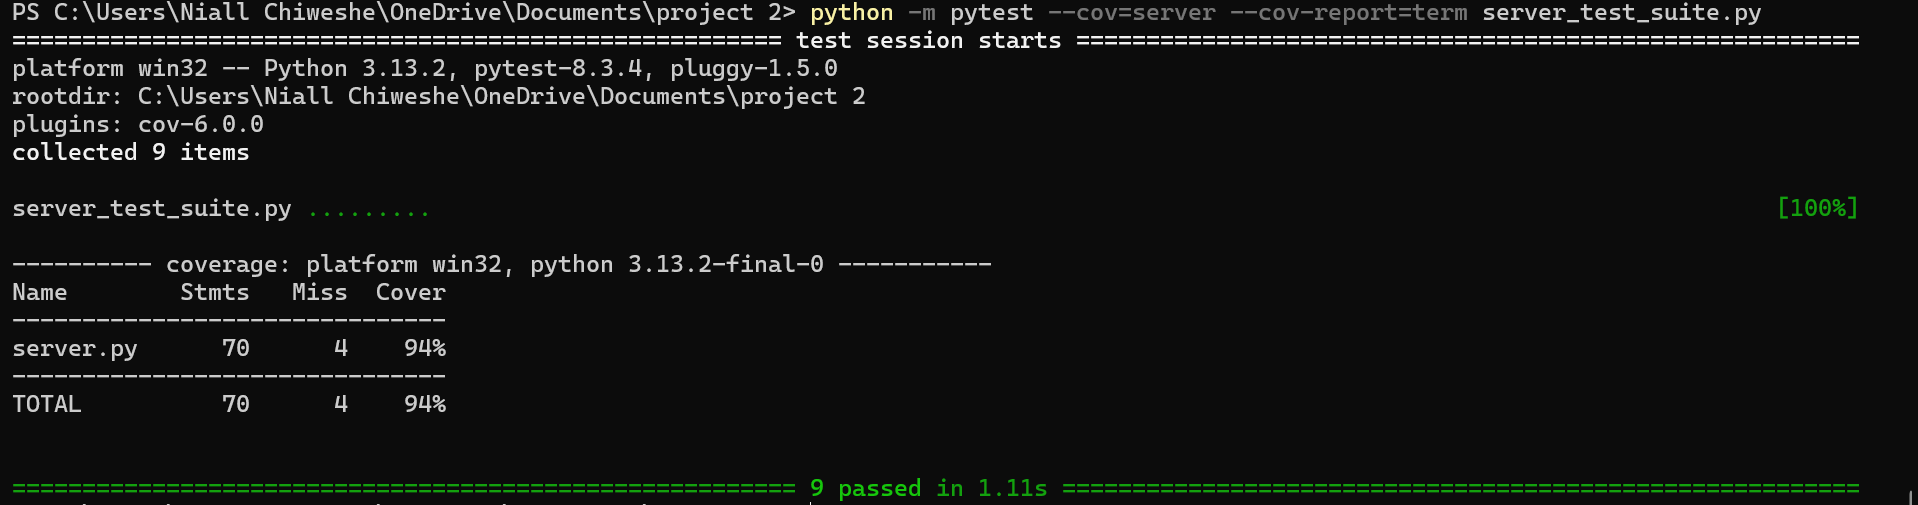 PS C:\Users\Niall Chiweshe\OneDrive\Documents\project 2> python -m pytest --cov=server --cov-report=term server_test_suite.py
======================================================= test session starts ========================================================
platform win32 -- Python 3.13.2, pytest-8.3.4, pluggy-1.5.0
rootdir: C:\Users\Niall Chiweshe\OneDrive\Documents\project 2
plugins: cov-6.0.0
collected 9 items
server_test_suite.py ......... [100%]
---------- coverage: platform win32, python 3.13.2-final-0 -----------
Name        Stmts   Miss  Cover
-------------------------------
server.py      70      4    94%
-------------------------------
TOTAL          70      4    94%
======================================================== 9 passed in 1.11s =========================================================